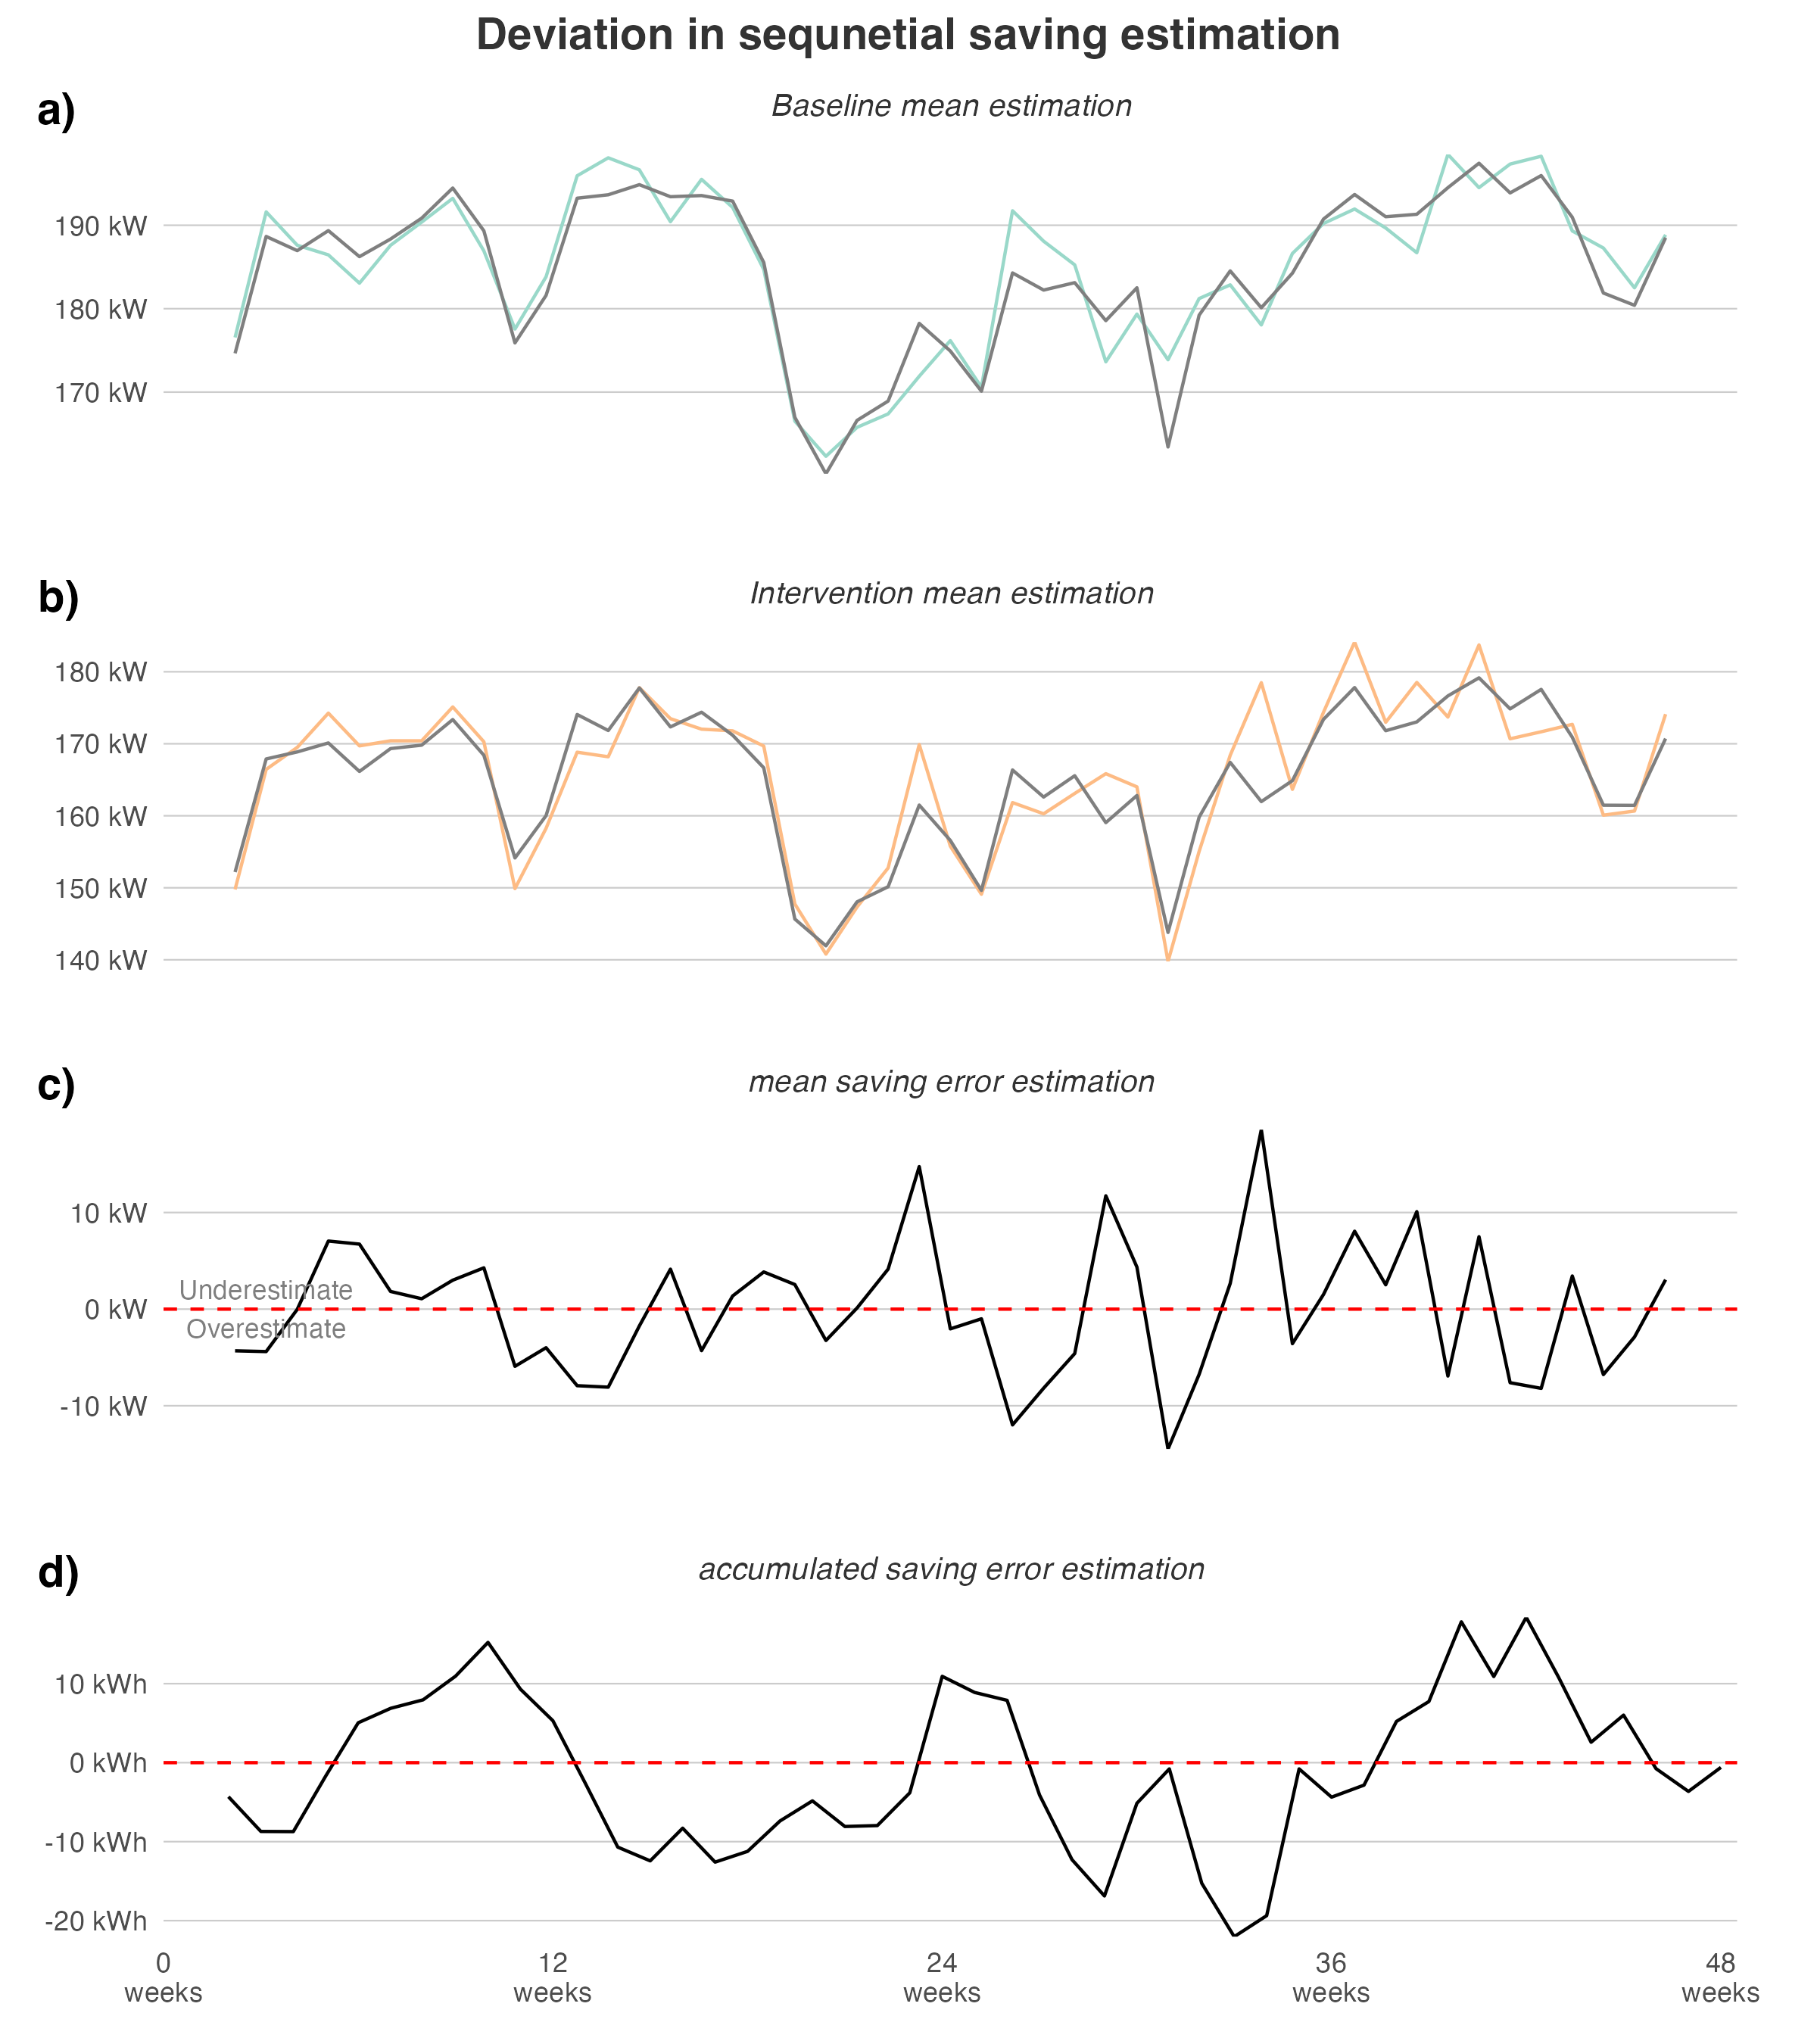 Deviation in sequnetial saving estimation
a)
Baseline mean estimation
190 kW
180 kW
170 kW
b)
Intervention mean estimation
180 kW
170 kW
160 kW
150 kW
140 kW
c)
mean saving error estimation
10 kW
Underestimate
0 kW
Overestimate
-10 kW
d)
accumulated saving error estimation
10 kWh
0 kWh
-10 kWh
-20 kWh
0 12 24 36 48
weeks weeks weeks weeks weeks